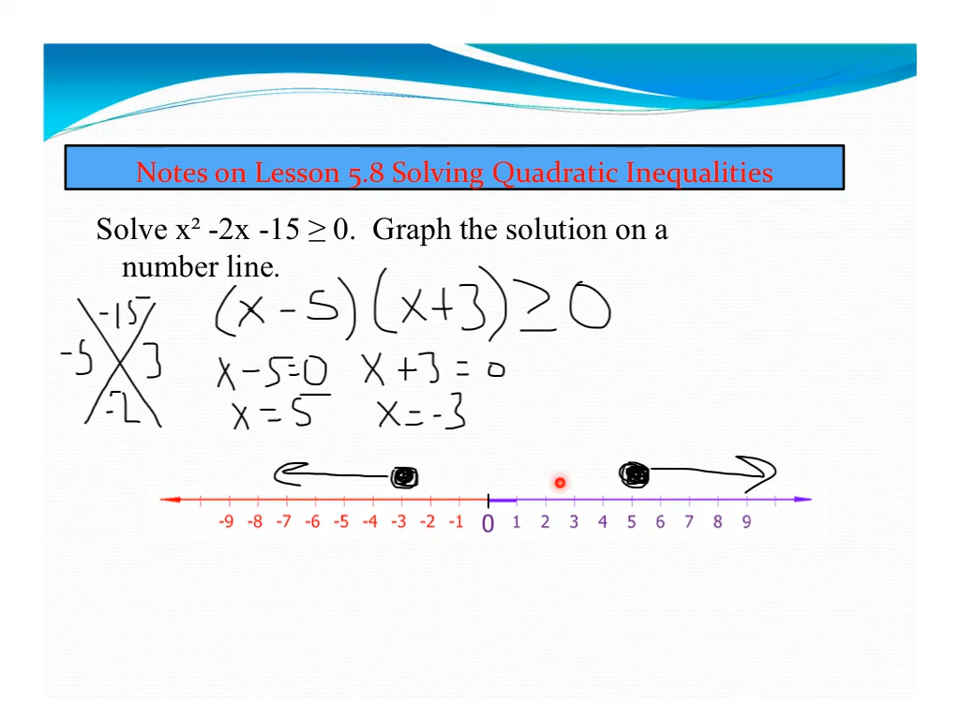 Notes on Lesson 5.8 Solving Quadratic Inequalities
Solve x² -2x -15 ≥ 0.  Graph the solution on a
number line.
(x - 5)(x + 3) ≥ 0
-15
-5 3
-2
x - 5 = 0 x + 3 = 0
x = 5 x = -3
-9 -8 -7 -6 -5 -4 -3 -2 -1 0 1 2 3 4 5 6 7 8 9